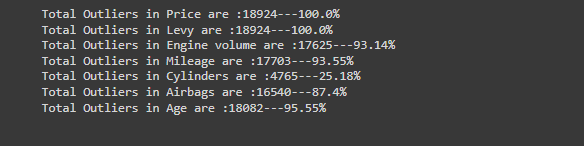 Total Outliers in Price are :18924---100.0%
Total Outliers in Levy are :18924---100.0%
Total Outliers in Engine volume are :17625---93.14%
Total Outliers in Mileage are :17703---93.55%
Total Outliers in Cylinders are :4765---25.18%
Total Outliers in Airbags are :16540---87.4%
Total Outliers in Age are :18082---95.55%